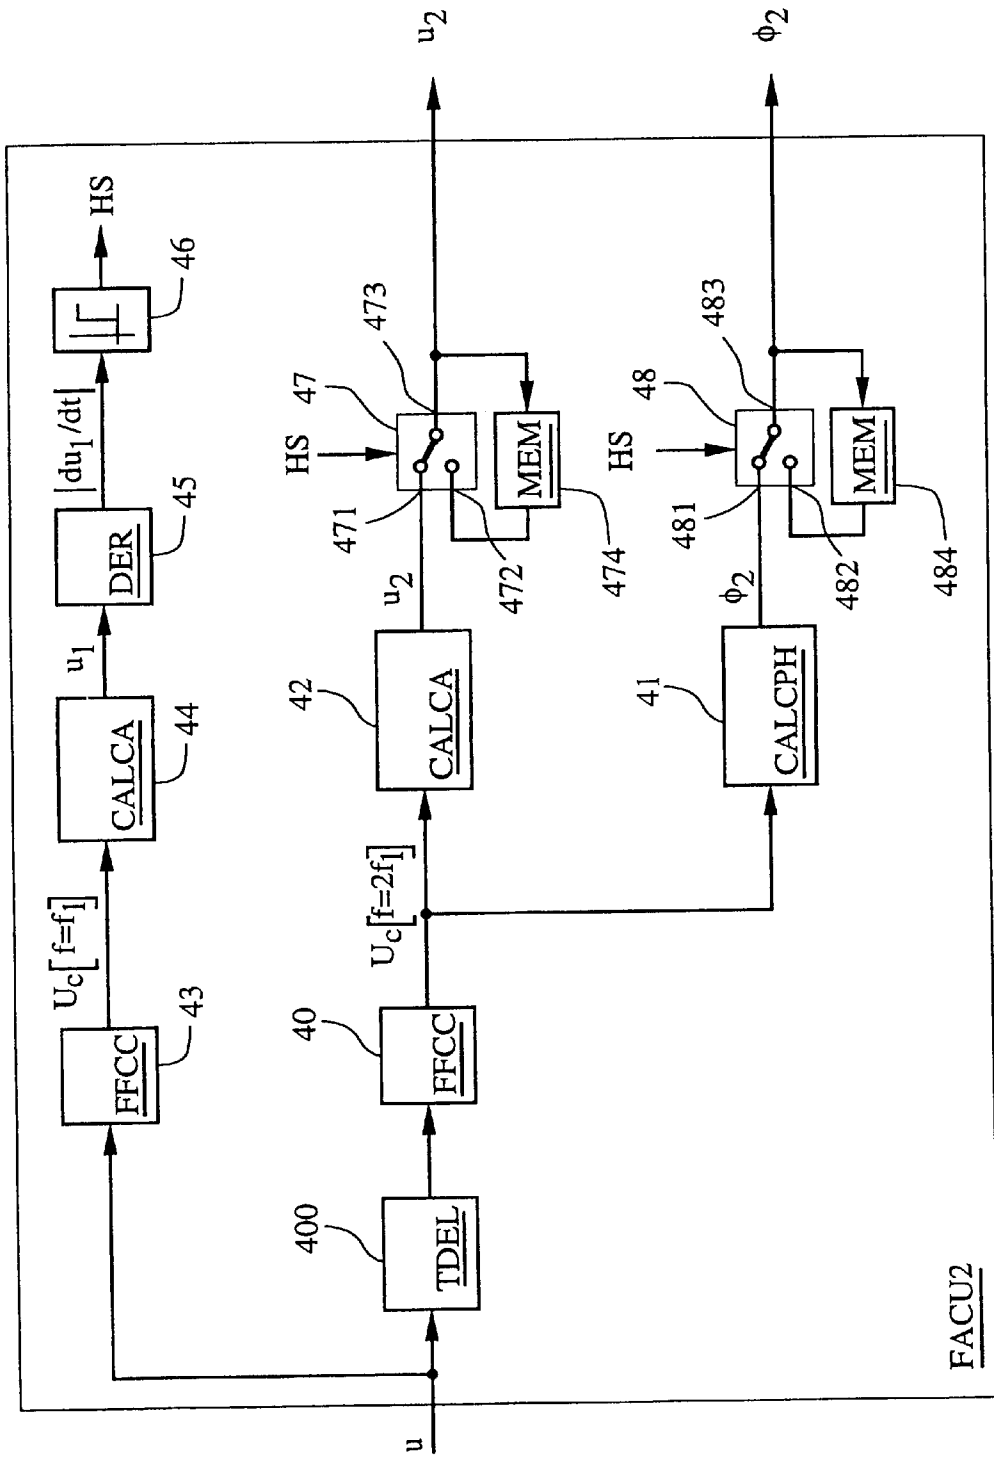 HS
46
|du₁/dt|
45
DER
u₁
44
CALCA
U_c[f=f₁]
43
FFCC
u₂
473
47
HS
MEM
471
472
474
u₂
42
CALCA
U_c[f=2f₁]
40
FFCC
400
TDEL
u
ϕ₂
483
48
HS
MEM
481
482
484
ϕ₂
41
CALCPH
FACU2